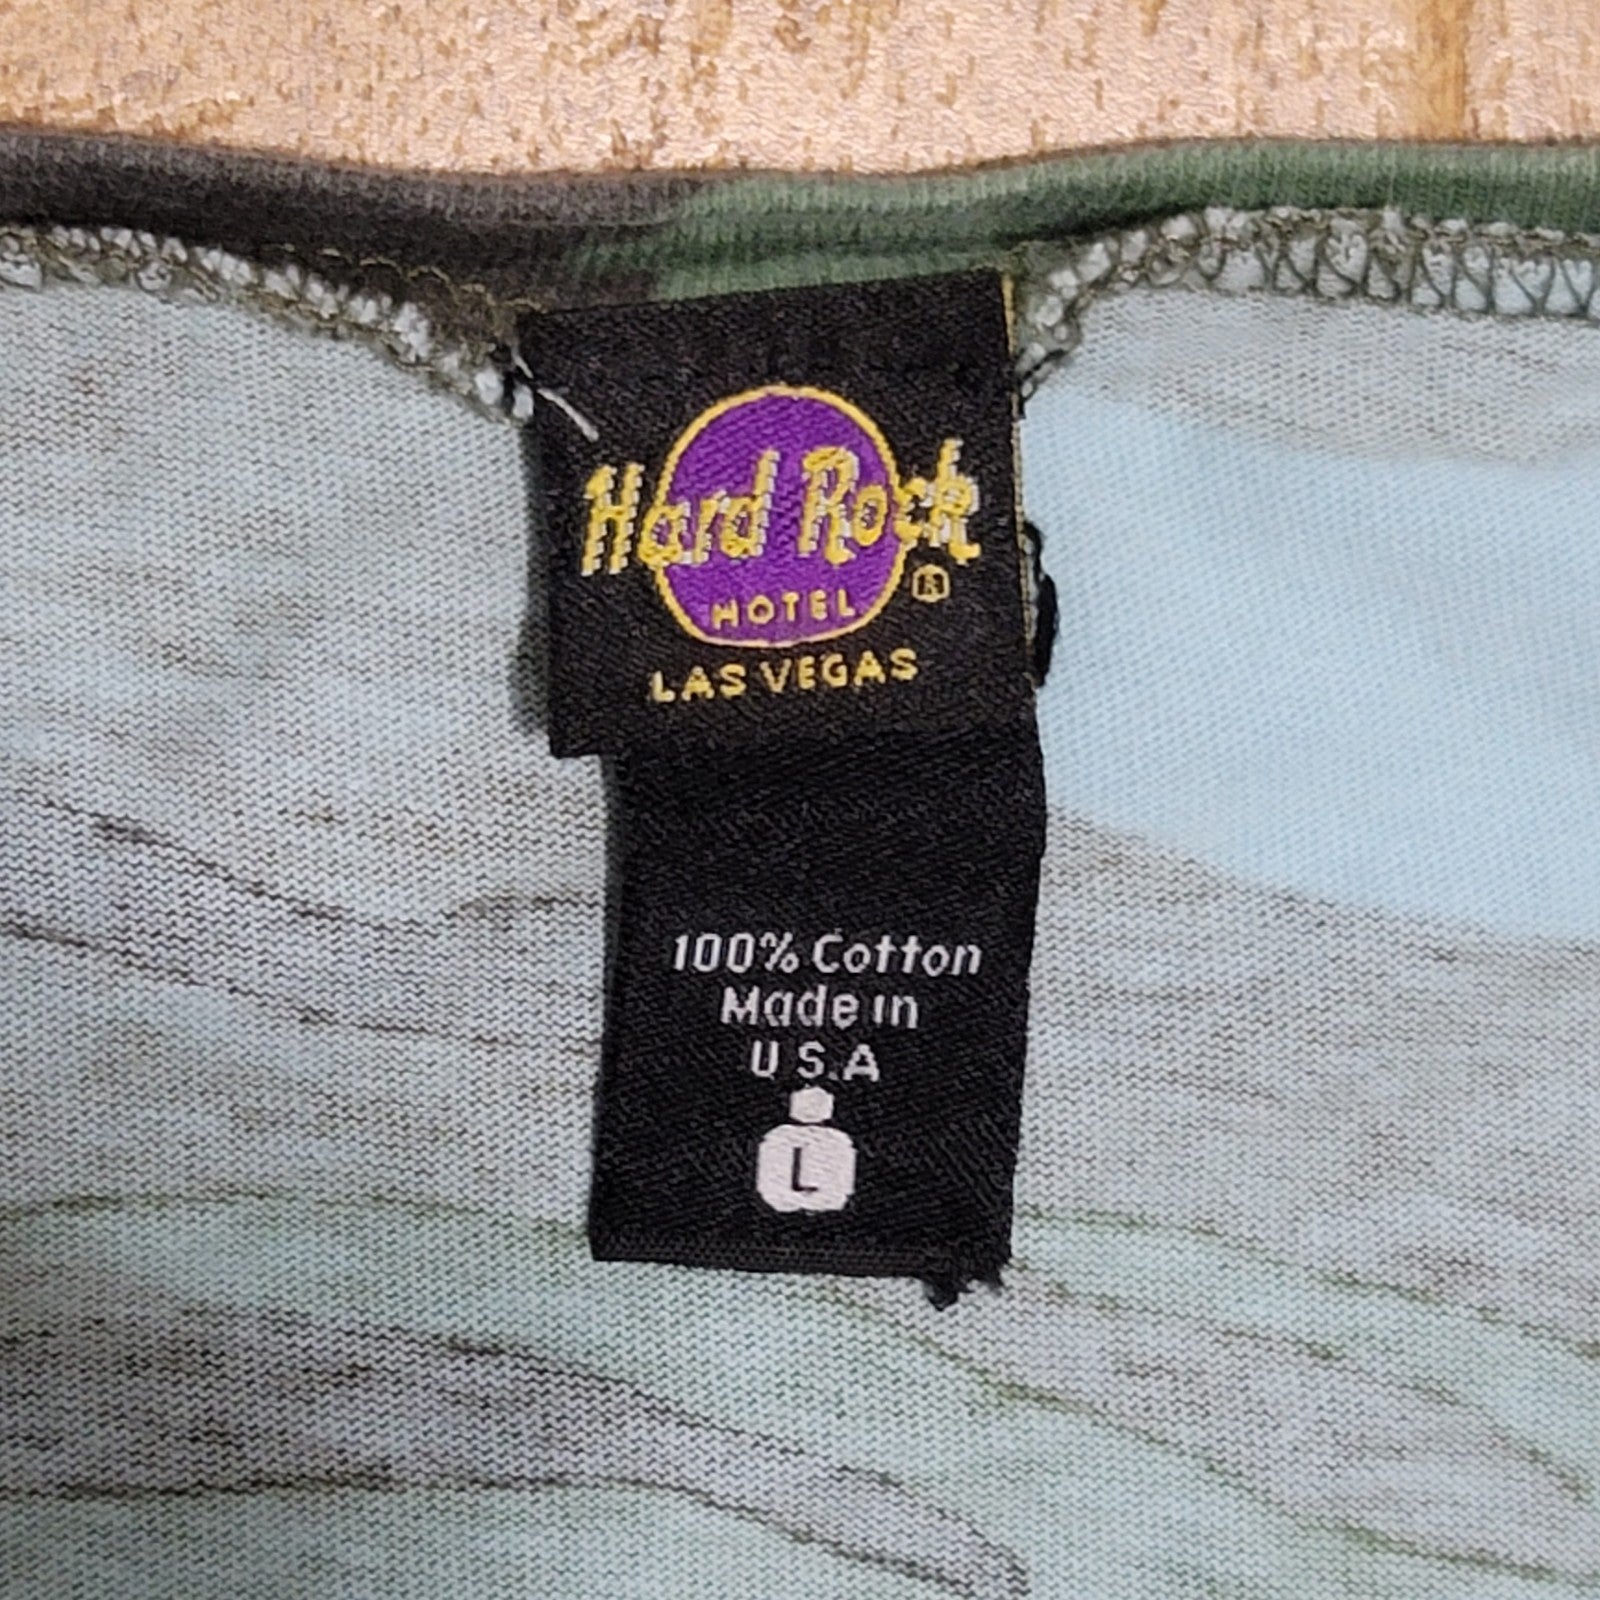 Hard Rock
HOTEL
®
LAS VEGAS
100% Cotton
Made in
U.S.A
L